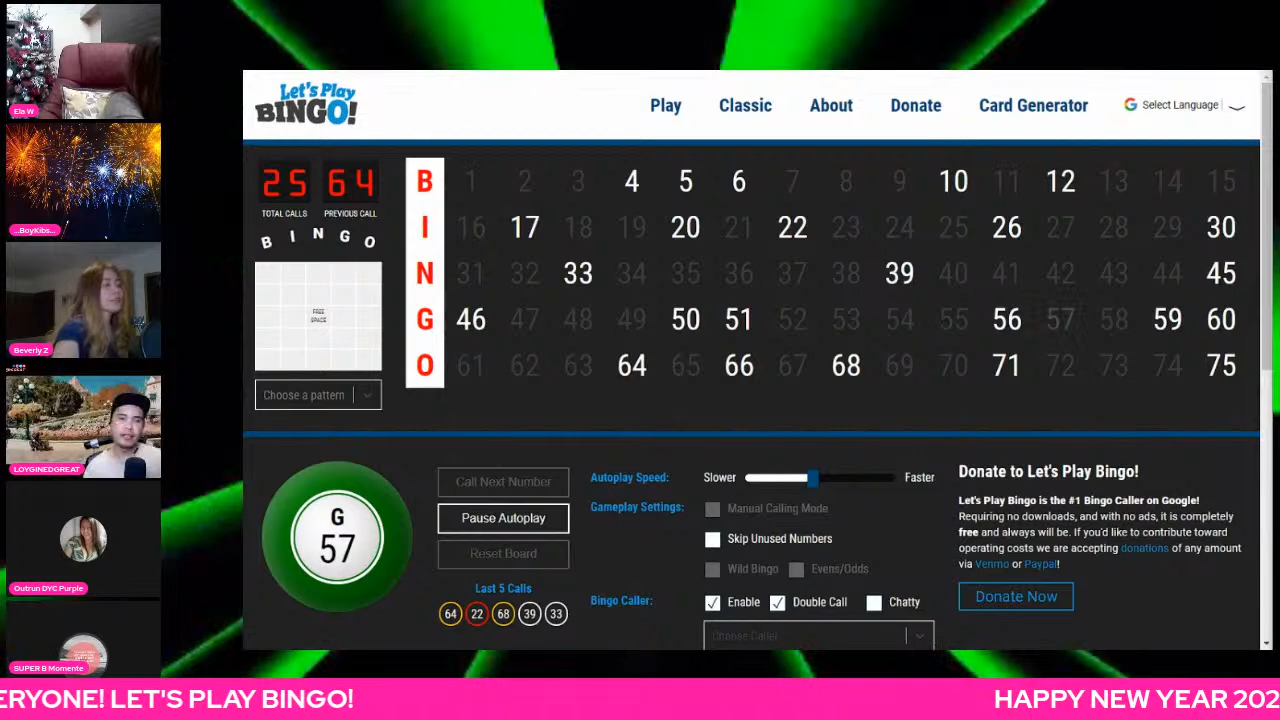 Ela W
...BoyKibs...
Beverly Z
LOYGINEDGREAT
Outrun DYC Purple
SUPER B Momente
Let's Play
BINGO!
Play Classic About Donate Card Generator
G Select Language
25 64
TOTAL CALLS PREVIOUS CALL
B I N G O
FREE
SPACE
Choose a pattern
B 1 2 3 4 5 6 7 8 9 10 11 12 13 14 15
I 16 17 18 19 20 21 22 23 24 25 26 27 28 29 30
N 31 32 33 34 35 36 37 38 39 40 41 42 43 44 45
G 46 47 48 49 50 51 52 53 54 55 56 57 58 59 60
O 61 62 63 64 65 66 67 68 69 70 71 72 73 74 75
G
57
Call Next Number
Pause Autoplay
Reset Board
Last 5 Calls
64 22 68 39 33
Autoplay Speed: Slower Faster
Gameplay Settings: Manual Calling Mode
Skip Unused Numbers
Wild Bingo Evens/Odds
Bingo Caller: Enable Double Call Chatty
Choose Caller
Donate to Let's Play Bingo!
Let's Play Bingo is the #1 Bingo Caller on Google!
Requiring no downloads, and with no ads, it is completely
free and always will be. If you'd like to contribute toward
operating costs we are accepting donations of any amount
via Venmo or Paypal!
Donate Now
ERYONE! LET'S PLAY BINGO! HAPPY NEW YEAR 202